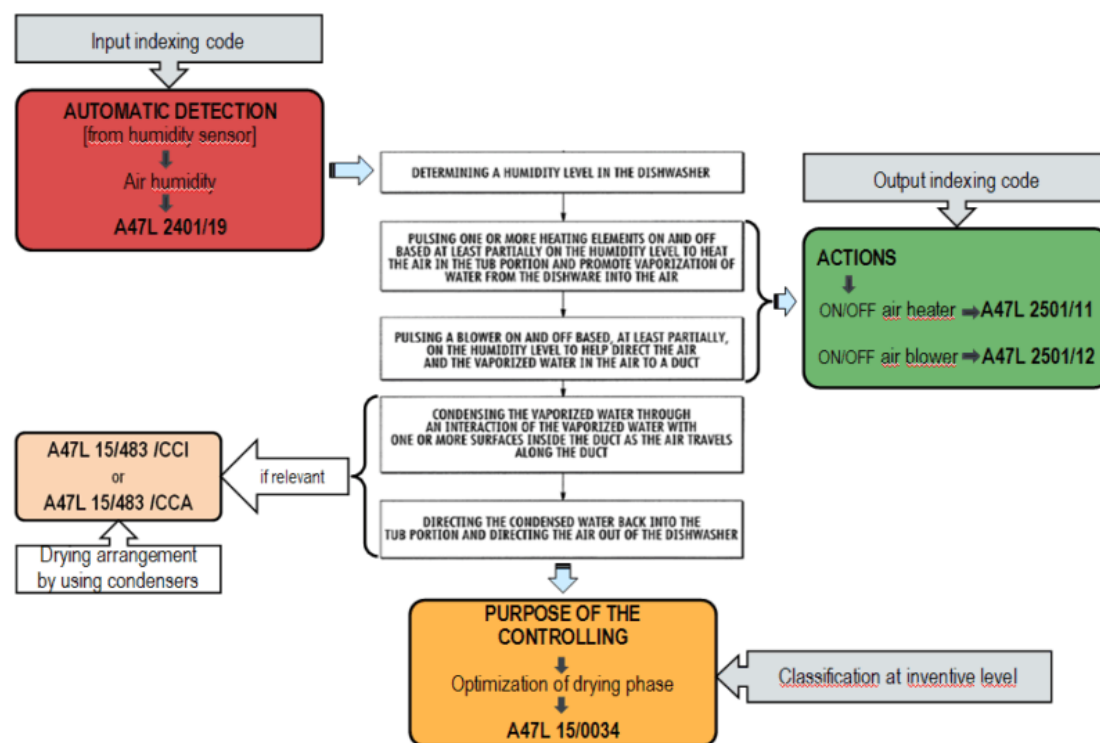 Input indexing code
AUTOMATIC DETECTION
[from humidity sensor]
Air humidity
A47L 2401/19
DETERMINING A HUMIDITY LEVEL IN THE DISHWASHER
PULSING ONE OR MORE HEATING ELEMENTS ON AND OFF
BASED AT LEAST PARTIALLY ON THE HUMIDITY LEVEL TO HEAT
THE AIR IN THE TUB PORTION AND PROMOTE VAPORIZATION OF
WATER FROM THE DISHWARE INTO THE AIR
PULSING A BLOWER ON AND OFF BASED, AT LEAST PARTIALLY,
ON THE HUMIDITY LEVEL TO HELP DIRECT THE AIR
AND THE VAPORIZED WATER IN THE AIR TO A DUCT
CONDENSING THE VAPORIZED WATER THROUGH
AN INTERACTION OF THE VAPORIZED WATER WITH
ONE OR MORE SURFACES INSIDE THE DUCT AS THE AIR TRAVELS
ALONG THE DUCT
DIRECTING THE CONDENSED WATER BACK INTO THE
TUB PORTION AND DIRECTING THE AIR OUT OF THE DISHWASHER
Output indexing code
ACTIONS
ON/OFF air heater A47L 2501/11
ON/OFF air blower A47L 2501/12
A47L 15/483 /CCI
or
A47L 15/483 /CCA
if relevant
Drying arrangement
by using condensers
PURPOSE OF THE
CONTROLLING
Optimization of drying phase
A47L 15/0034
Classification at inventive level